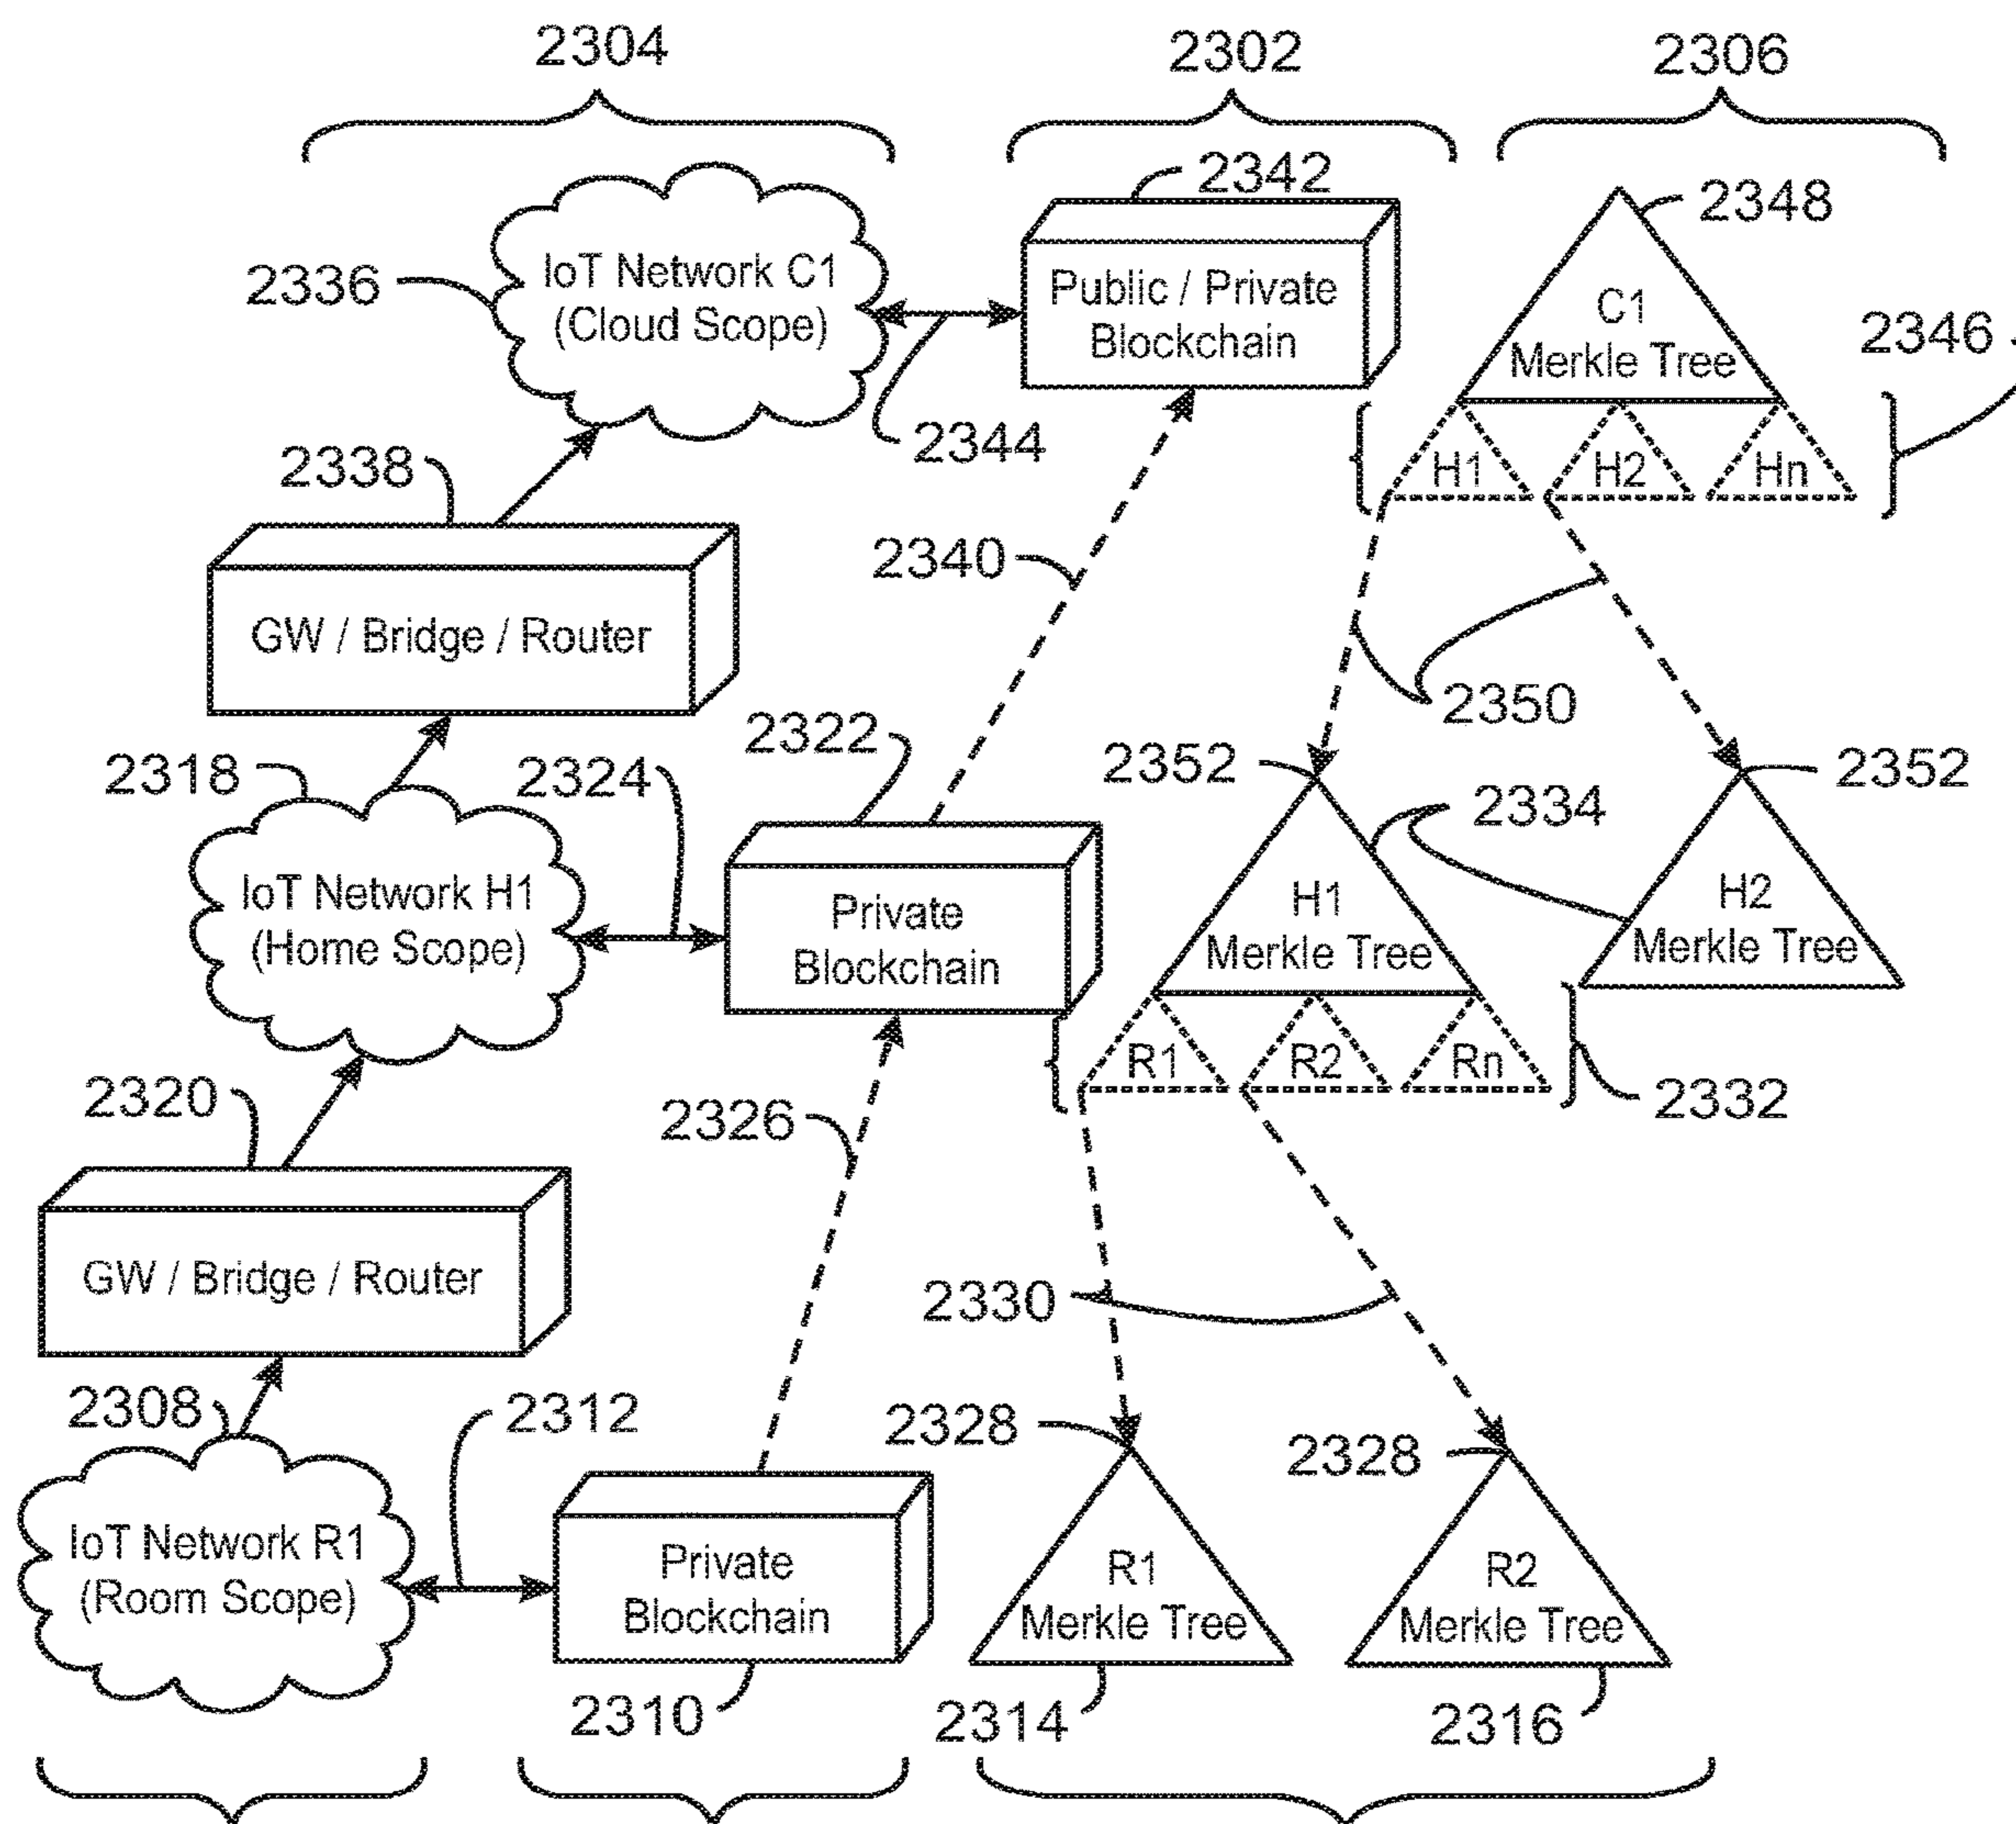 2304
2302
2306
2342
2348
IoT Network C1
(Cloud Scope)
2336
Public / Private
Blockchain
C1
Merkle Tree
2346
2344
H1
H2
Hn
2338
2340
GW / Bridge / Router
2350
2318
2324
2322
2352
2352
2334
IoT Network H1
(Home Scope)
Private
Blockchain
H1
Merkle Tree
H2
Merkle Tree
R1
R2
Rn
2332
2320
2326
GW / Bridge / Router
2330
2308
2312
2328
2328
IoT Network R1
(Room Scope)
Private
Blockchain
R1
Merkle Tree
R2
Merkle Tree
2310
2314
2316